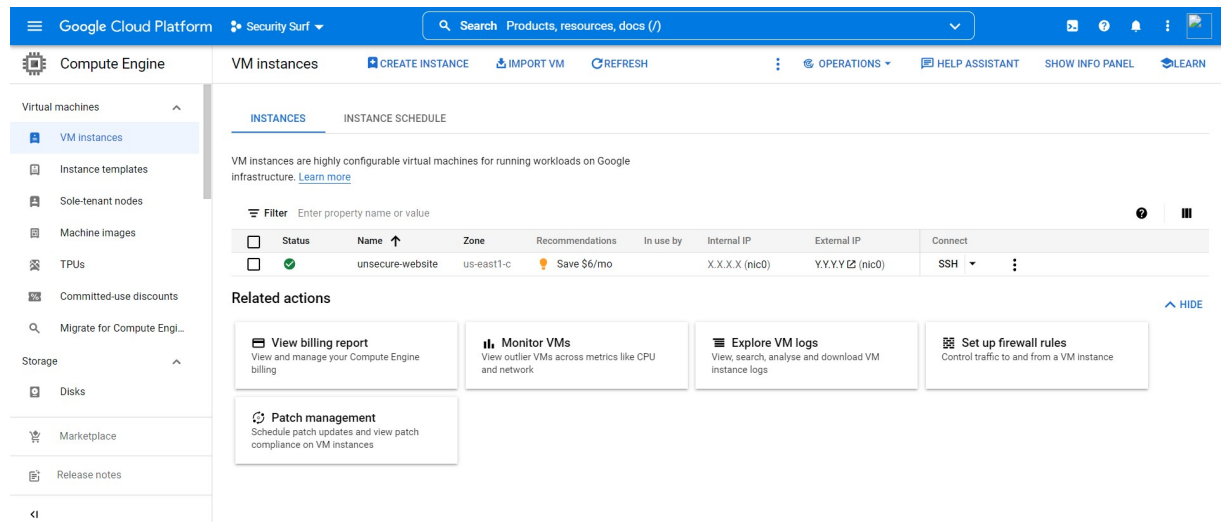 Google Cloud Platform Security Surf Search Products, resources, docs (/)
Compute Engine VM instances CREATE INSTANCE IMPORT VM REFRESH OPERATIONS HELP ASSISTANT SHOW INFO PANEL LEARN
Virtual machines
VM instances
Instance templates
Sole-tenant nodes
Machine images
TPUs
Committed-use discounts
Migrate for Compute Engi...
Storage
Disks
Marketplace
Release notes
INSTANCES INSTANCE SCHEDULE
VM instances are highly configurable virtual machines for running workloads on Google
infrastructure. Learn more
Filter Enter property name or value
Status Name Zone Recommendations In use by Internal IP External IP Connect
unsecure-website us-east1-c Save $6/mo X.X.X.X (nic0) Y.Y.Y.Y (nic0) SSH
Related actions
HIDE
View billing report
View and manage your Compute Engine
billing
Monitor VMs
View outlier VMs across metrics like CPU
and network
Explore VM logs
View, search, analyse and download VM
instance logs
Set up firewall rules
Control traffic to and from a VM instance
Patch management
Schedule patch updates and view patch
compliance on VM instances